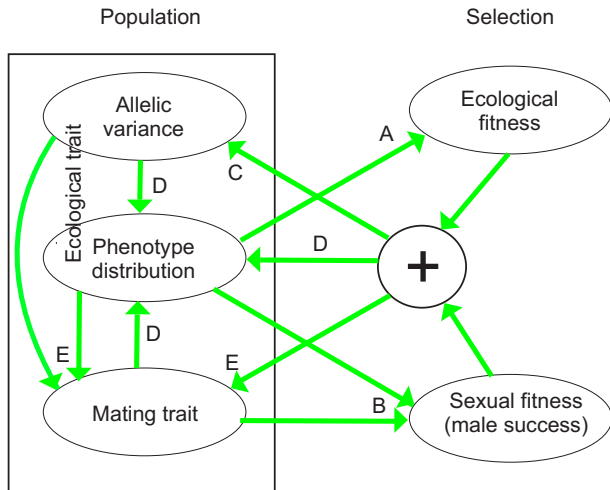 Population
Selection
Allelic
variance
Ecological
fitness
Ecological trait
A
C
D
Phenotype
distribution
D
+
E
D
E
Mating trait
B
Sexual fitness
(male success)